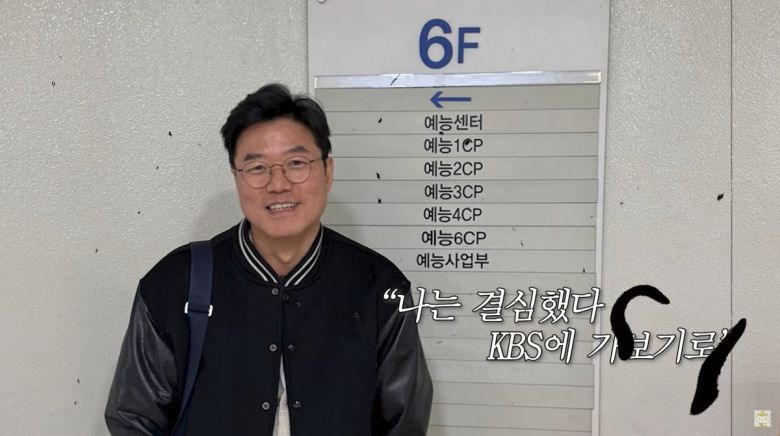 6F
←
예능센터
예능1CP
예능2CP
예능3CP
예능4CP
예능6CP
예능사업부
“나는 결심했다
KBS에 가보기로”